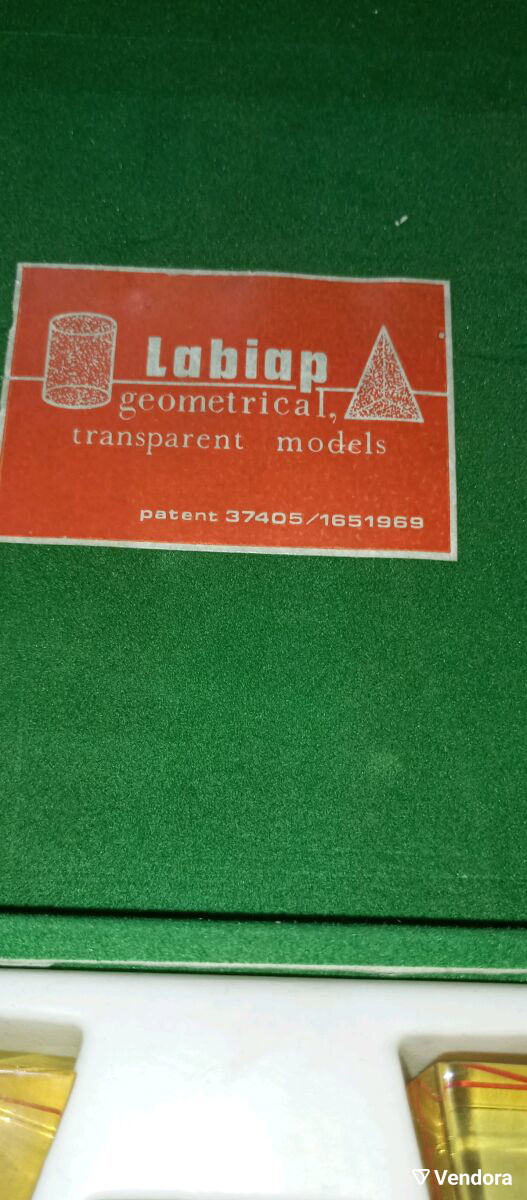 Labiap
geometrical,
transparent models
patent 37405/1651969
Vendora